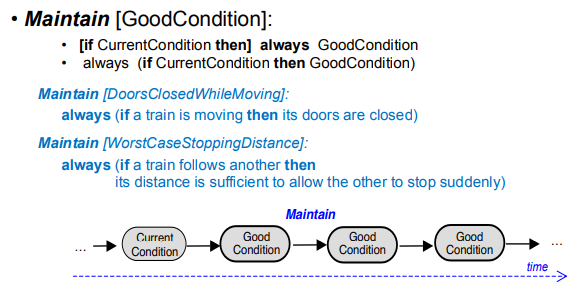 • Maintain [GoodCondition]:
• [if CurrentCondition then] always GoodCondition
• always (if CurrentCondition then GoodCondition)
Maintain [DoorsClosedWhileMoving]:
always (if a train is moving then its doors are closed)
Maintain [WorstCaseStoppingDistance]:
always (if a train follows another then
its distance is sufficient to allow the other to stop suddenly)
Maintain
... Current Condition Good Condition Good Condition Good Condition ...
time